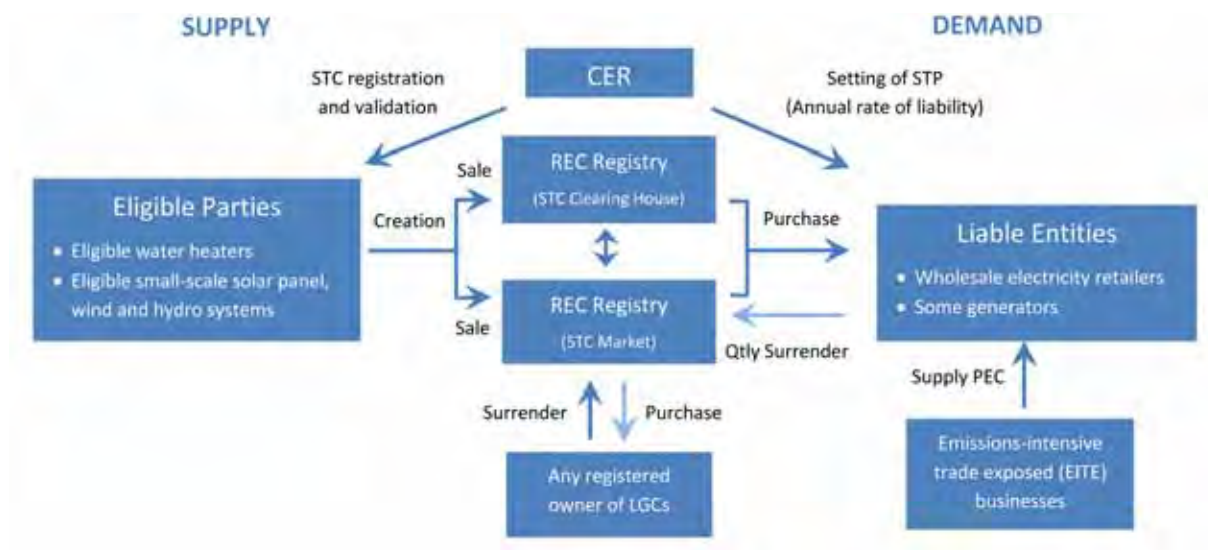 SUPPLY
DEMAND
CER
STC registration
and validation
Setting of STP
(Annual rate of liability)
Eligible Parties
• Eligible water heaters
• Eligible small-scale solar panel,
wind and hydro systems
Creation
Sale
Sale
REC Registry
(STC Clearing House)
REC Registry
(STC Market)
Purchase
Liable Entities
• Wholesale electricity retailers
• Some generators
Qtly Surrender
Surrender
Purchase
Any registered
owner of LGCs
Supply PEC
Emissions-intensive
trade exposed (EITE)
businesses